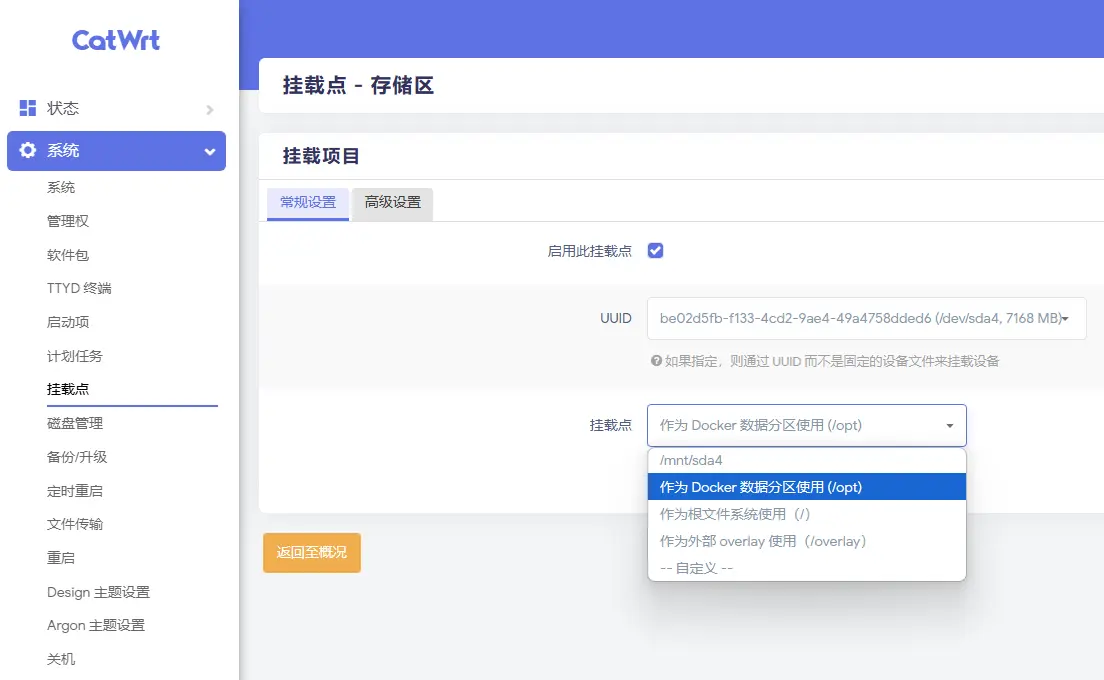 CatWrt
状态
系统
系统
管理权
软件包
TTYD 终端
启动项
计划任务
挂载点
磁盘管理
备份/升级
定时重启
文件传输
重启
Design 主题设置
Argon 主题设置
关机
挂载点 - 存储区
挂载项目
常规设置 高级设置
启用此挂载点
UUID be02d5fb-f133-4cd2-9ae4-49a4758dded6 (/dev/sda4, 7168 MB)
如果指定，则通过 UUID 而不是固定的设备文件来挂载设备
挂载点 作为 Docker 数据分区使用 (/opt)
/mnt/sda4
作为 Docker 数据分区使用 (/opt)
作为根文件系统使用（/）
作为外部 overlay 使用（/overlay）
-- 自定义 --
返回至概况